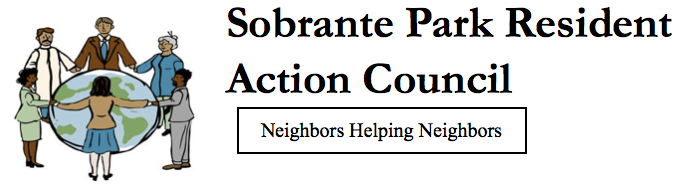 Sobrante Park Resident
Action Council
Neighbors Helping Neighbors